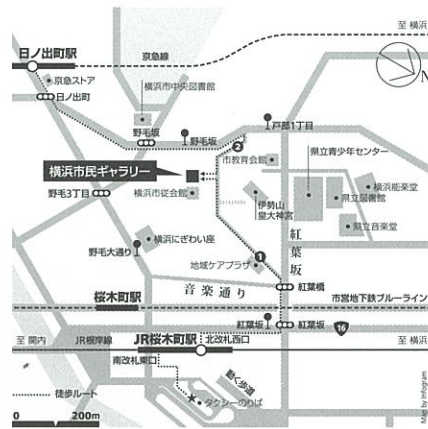 至 横浜
日ノ出町駅
京急線
N
京急ストア
日ノ出町
横浜市中央図書館
野毛坂
野毛坂
戸部1丁目
2
市教育会館
県立青少年センター
横浜市民ギャラリー
横浜市従会館
野毛3丁目
伊勢山
皇大神宮
横浜能楽堂
県立図書館
県立音楽堂
紅葉坂
横浜にぎわい座
野毛大通り
1
地域ケアプラザ
音楽通り
紅葉橋
桜木町駅
市営地下鉄ブルーライン
紅葉坂
紅葉坂
16
至 関内
JR根岸線
JR桜木町駅
北改札西口
至 横浜
南改札東口
動く歩道
徒歩ルート
タクシーのりば
0
200m
Map by Infogram